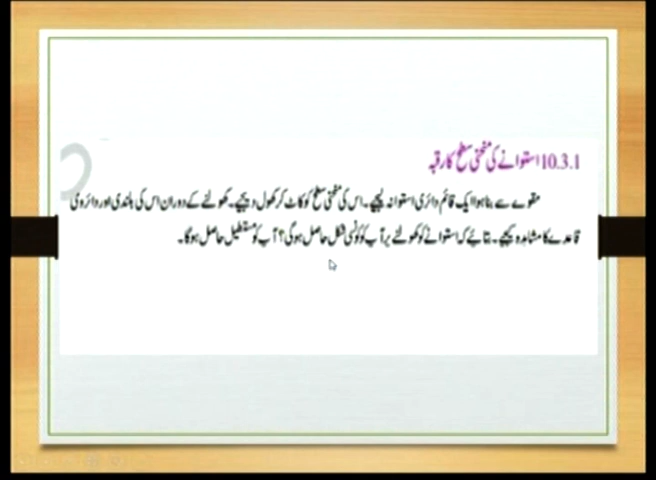 10.3.1 استوانے کی منحنی سطح کا رقبہ
مقوے سے بنا ہوا ایک قائم دائری استوانہ لیجیے۔ اس کی منحنی سطح کو کاٹ کر کھول دیجیے۔ کھولنے کے دوران اس کی بلندی اور دائروی
قاعدے کا مشاہدہ کیجیے۔ بتائیے کہ استوانے کو کھولنے پر آپ کو کونسی شکل حاصل ہوگی؟ آپ کو مستطیل حاصل ہوگا۔